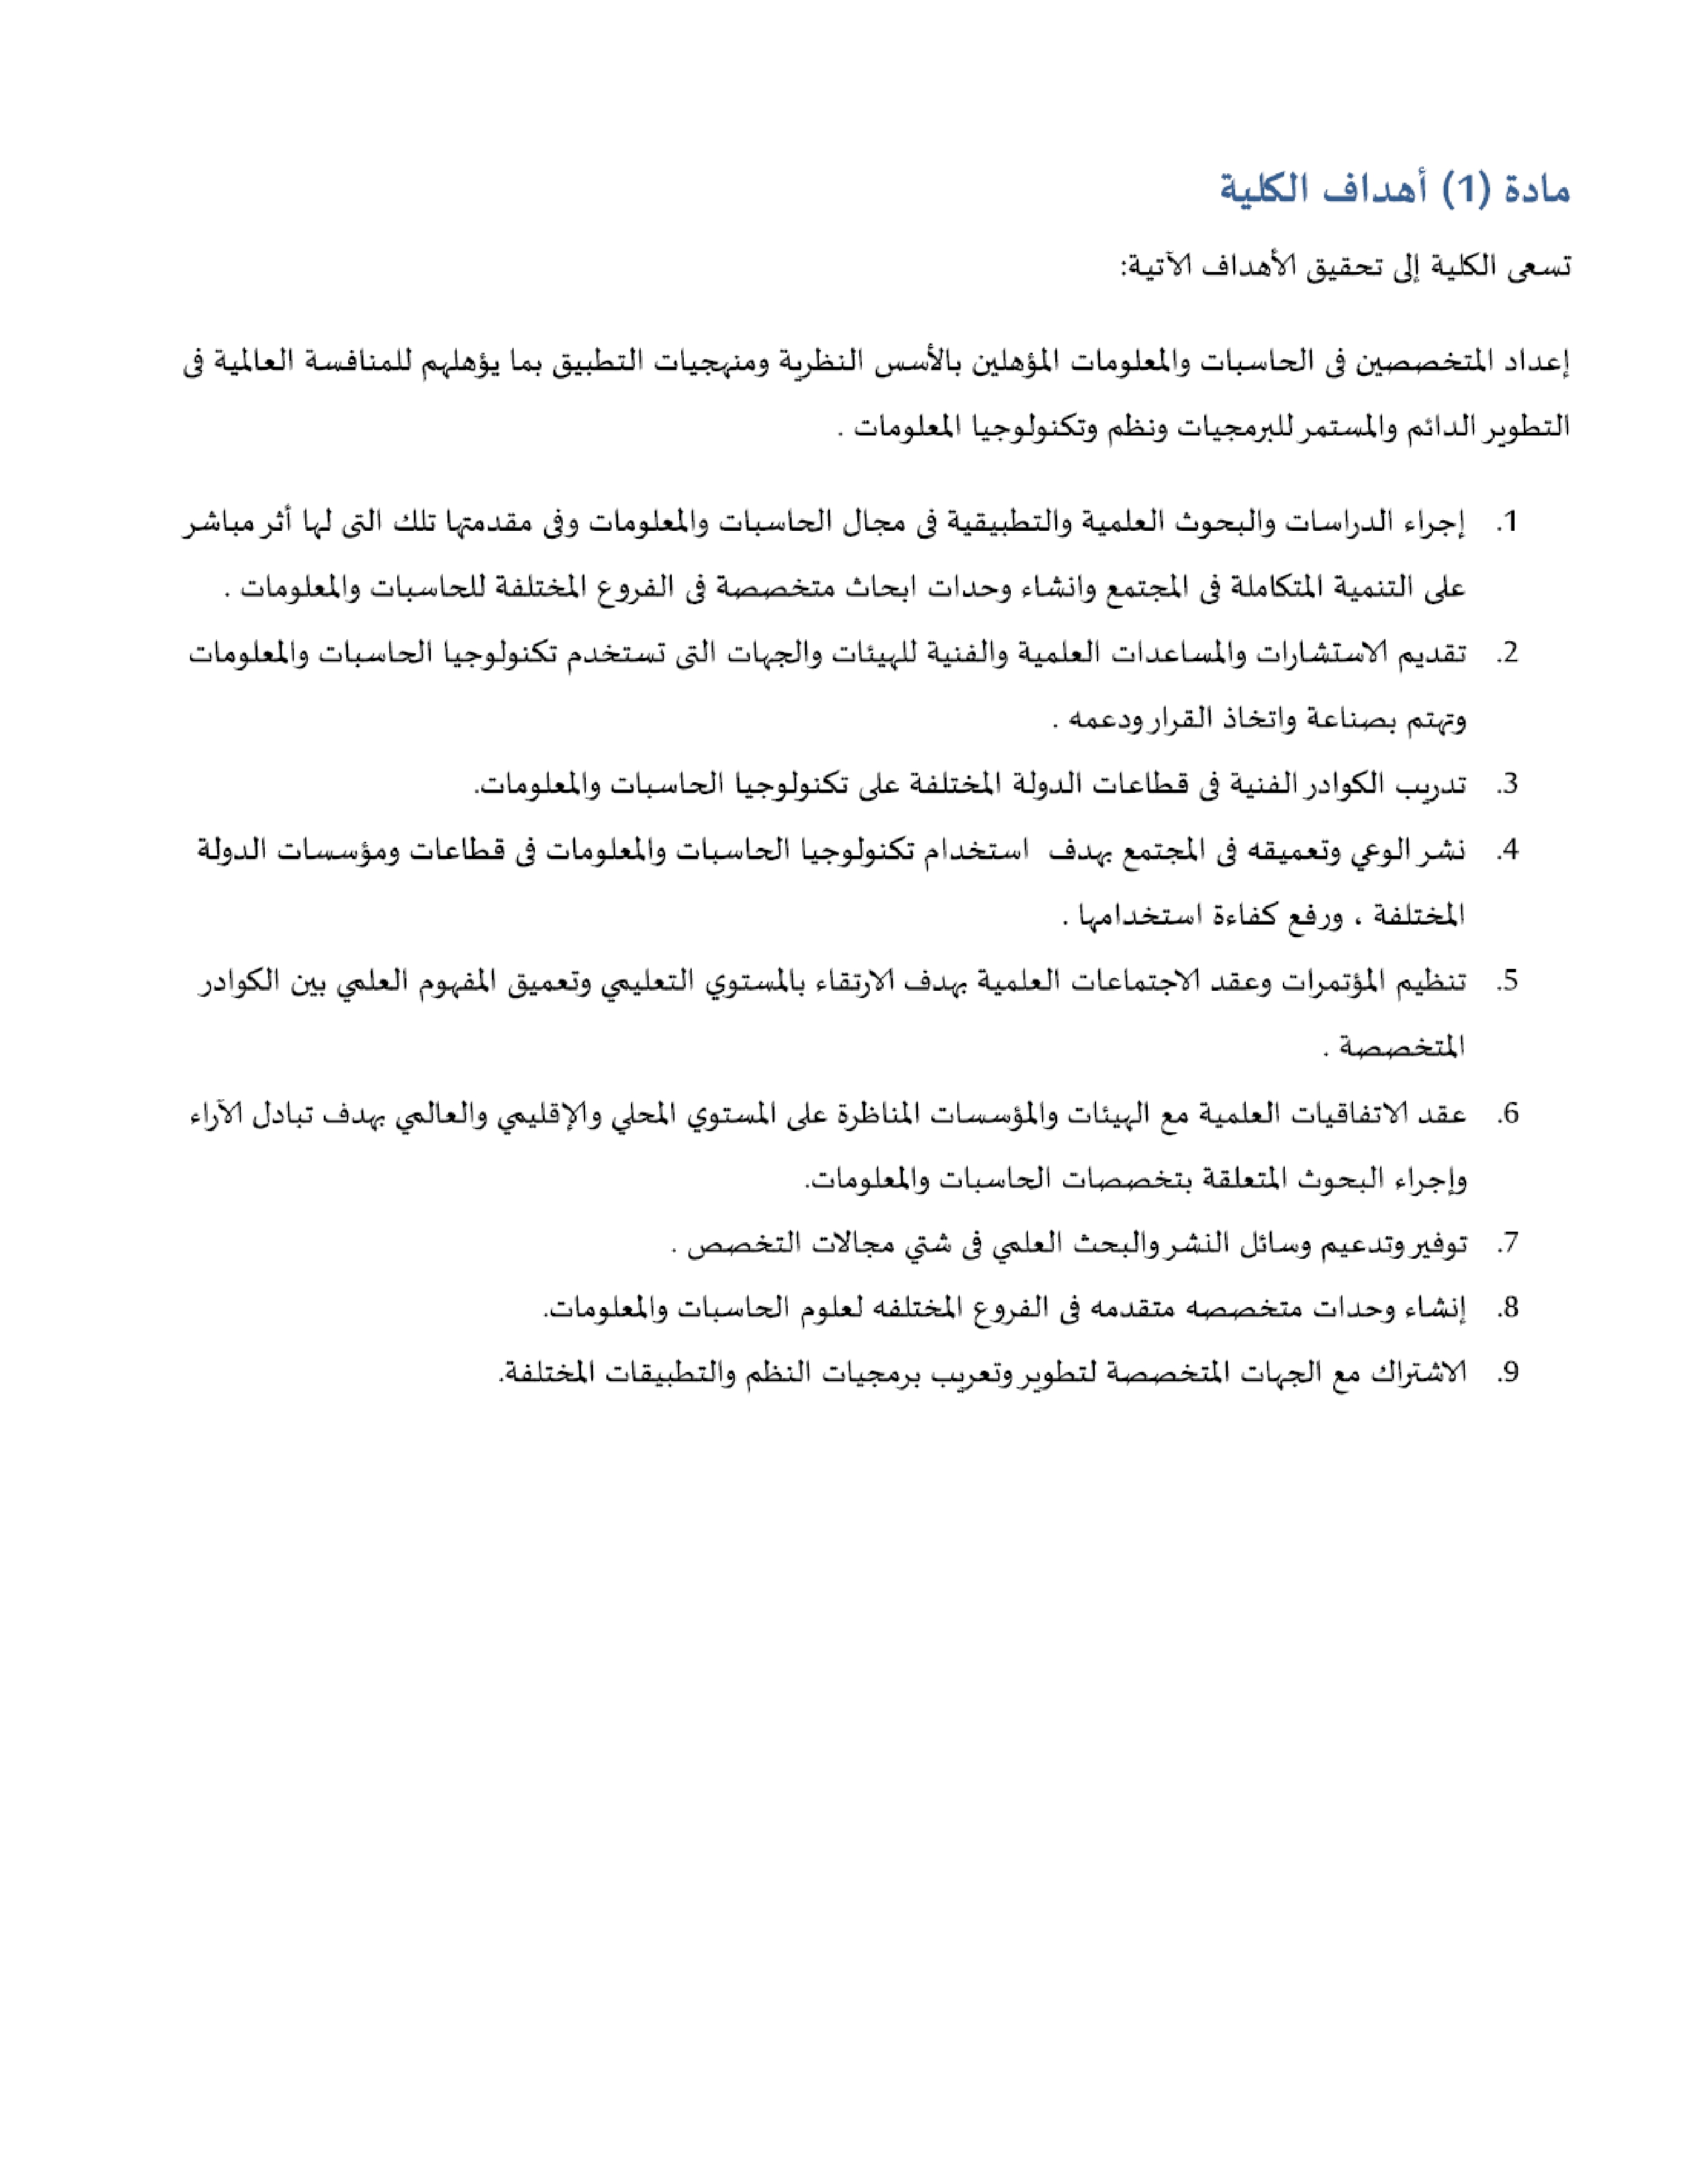 مادة (1) أهداف الكلية
تسعى الكلية إلى تحقيق الأهداف الآتية:
إعداد المتخصصين فى الحاسبات والمعلومات المؤهلين بالأسس النظرية ومنهجيات التطبيق بما يؤهلهم للمنافسة العالمية فى
التطوير الدائم والمستمر للبرمجيات ونظم وتكنولوجيا المعلومات .
1. إجراء الدراسات والبحوث العلمية والتطبيقية فى مجال الحاسبات والمعلومات وفى مقدمتها تلك التى لها أثر مباشر
على التنمية المتكاملة فى المجتمع وانشاء وحدات ابحاث متخصصة فى الفروع المختلفة للحاسبات والمعلومات .
2. تقديم الاستشارات والمساعدات العلمية والفنية للهيئات والجهات التى تستخدم تكنولوجيا الحاسبات والمعلومات
وتهتم بصناعة واتخاذ القرار ودعمه .
3. تدريب الكوادر الفنية فى قطاعات الدولة المختلفة على تكنولوجيا الحاسبات والمعلومات.
4. نشر الوعي وتعميقه فى المجتمع بهدف استخدام تكنولوجيا الحاسبات والمعلومات فى قطاعات ومؤسسات الدولة
المختلفة ، ورفع كفاءة استخدامها .
5. تنظيم المؤتمرات وعقد الاجتماعات العلمية بهدف الارتقاء بالمستوي التعليمي وتعميق المفهوم العلمي بين الكوادر
المتخصصة .
6. عقد الاتفاقيات العلمية مع الهيئات والمؤسسات المناظرة على المستوي المحلي والإقليمي والعالمي بهدف تبادل الآراء
وإجراء البحوث المتعلقة بتخصصات الحاسبات والمعلومات.
7. توفير وتدعيم وسائل النشر والبحث العلمي فى شتي مجالات التخصص .
8. إنشاء وحدات متخصصه متقدمه فى الفروع المختلفه لعلوم الحاسبات والمعلومات.
9. الاشتراك مع الجهات المتخصصة لتطوير وتعريب برمجيات النظم والتطبيقات المختلفة.